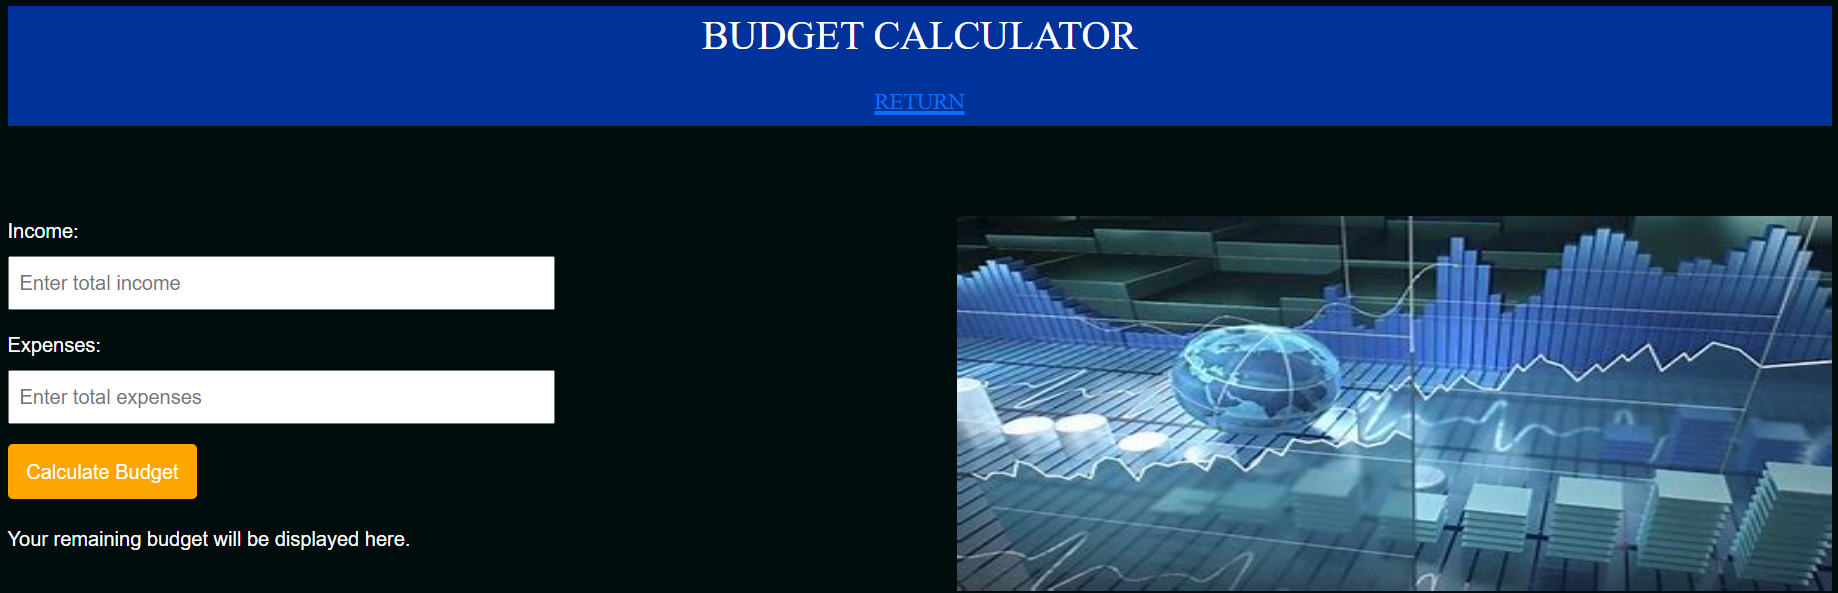 BUDGET CALCULATOR
RETURN
Income:
Enter total income
Expenses:
Enter total expenses
Calculate Budget
Your remaining budget will be displayed here.